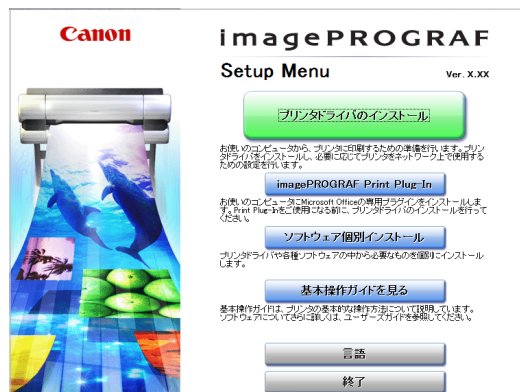 Canon
imagePROGRAF
Setup Menu
Ver. X.XX
プリンタドライバのインストール
お使いのコンピュータから、プリンタに印刷するための準備を行います。プリン
タドライバをインストールし、必要に応じてプリンタをネットワーク上で使用する
ための設定を行います。
imagePROGRAF Print Plug-In
お使いのコンピュータにMicrosoft Officeの専用プラグインをインストールしま
す。Print Plug-Inをご使用になる前に、プリンタドライバのインストールを行って
ください。
ソフトウェア個別インストール
プリンタドライバや各種ソフトウェアの中から必要なものを個別にインストール
します。
基本操作ガイドを見る
基本操作ガイドは、プリンタの基本的な操作方法について説明しています。
ソフトウェアについてさらに詳しくは、ユーザーズガイドを参照してください。
言語
終了